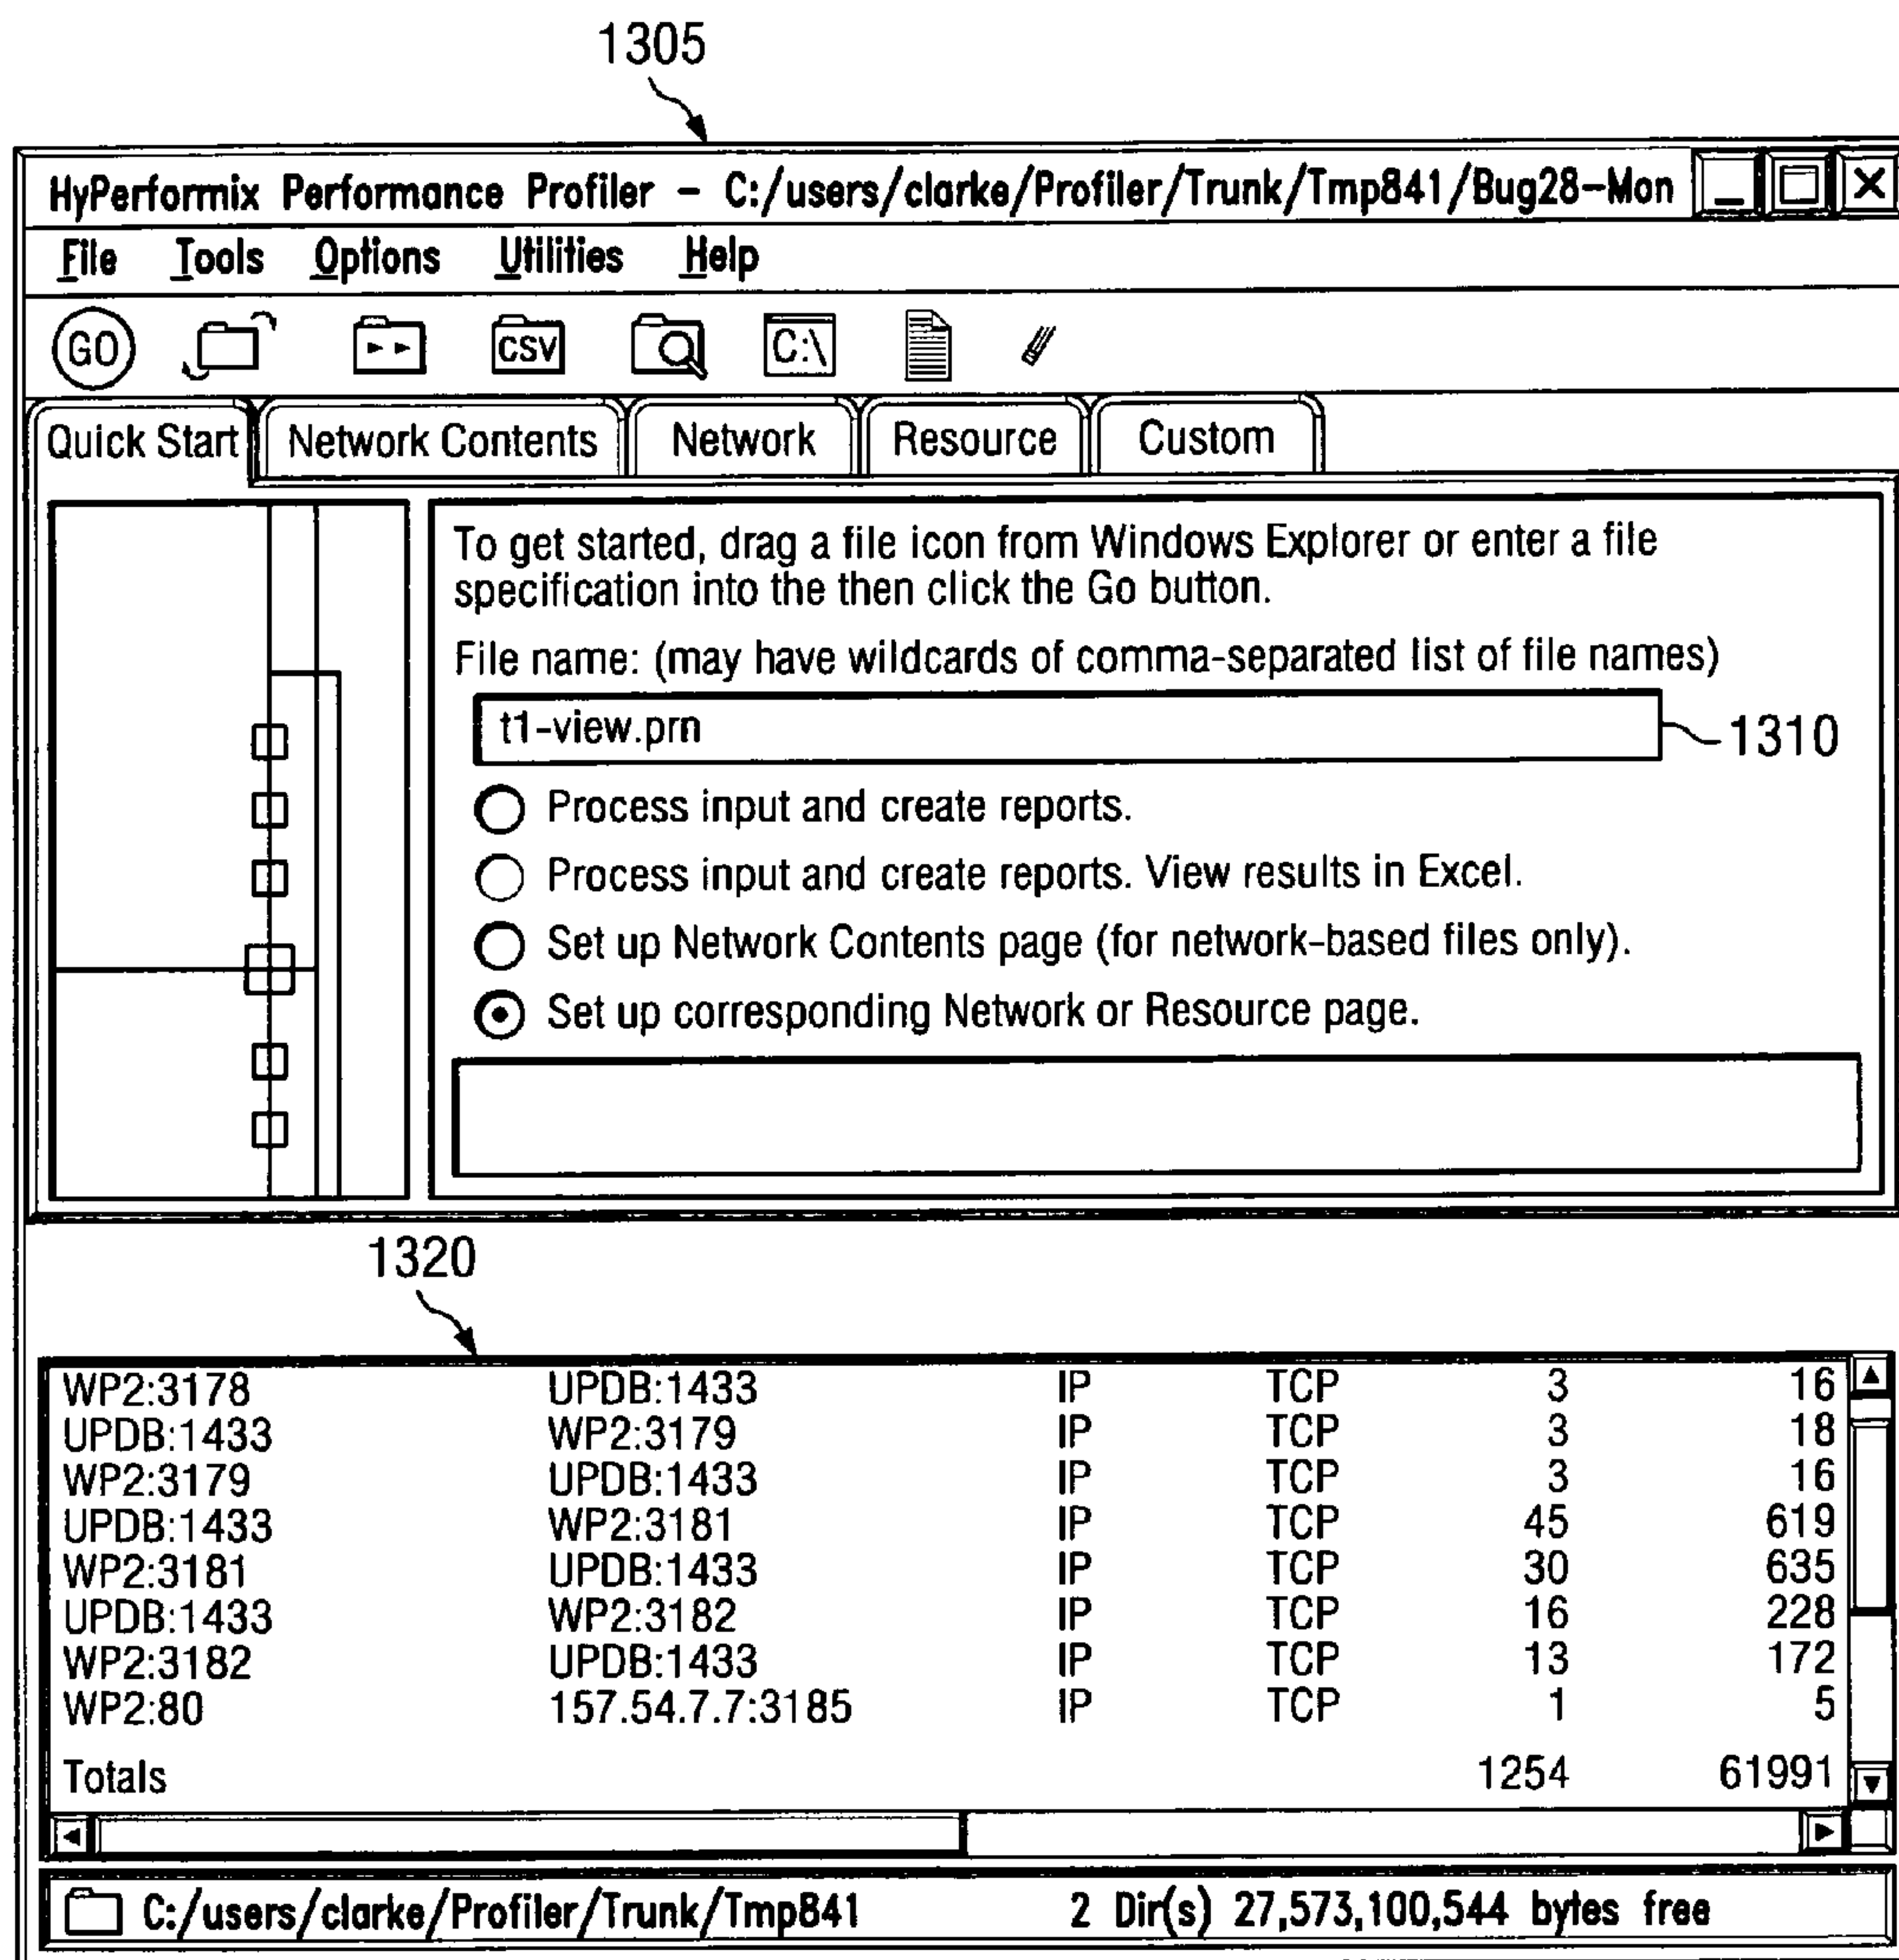 1305
HyPerformix Performance Profiler - C:/users/clarke/Profiler/Trunk/Tmp841/Bug28-Mon
File Tools Options Utilities Help
GO CSV C:\
Quick Start Network Contents Network Resource Custom
To get started, drag a file icon from Windows Explorer or enter a file
specification into the then click the Go button.
File name: (may have wildcards of comma-separated list of file names)
t1-view.prn 1310
Process input and create reports.
Process input and create reports. View results in Excel.
Set up Network Contents page (for network-based files only).
Set up corresponding Network or Resource page.
1320
WP2:3178 UPDB:1433 IP TCP 3 16
UPDB:1433 WP2:3179 IP TCP 3 18
WP2:3179 UPDB:1433 IP TCP 3 16
UPDB:1433 WP2:3181 IP TCP 45 619
WP2:3181 UPDB:1433 IP TCP 30 635
UPDB:1433 WP2:3182 IP TCP 16 228
WP2:3182 UPDB:1433 IP TCP 13 172
WP2:80 157.54.7.7:3185 IP TCP 1 5
Totals 1254 61991
C:/users/clarke/Profiler/Trunk/Tmp841 2 Dir(s) 27,573,100,544 bytes free